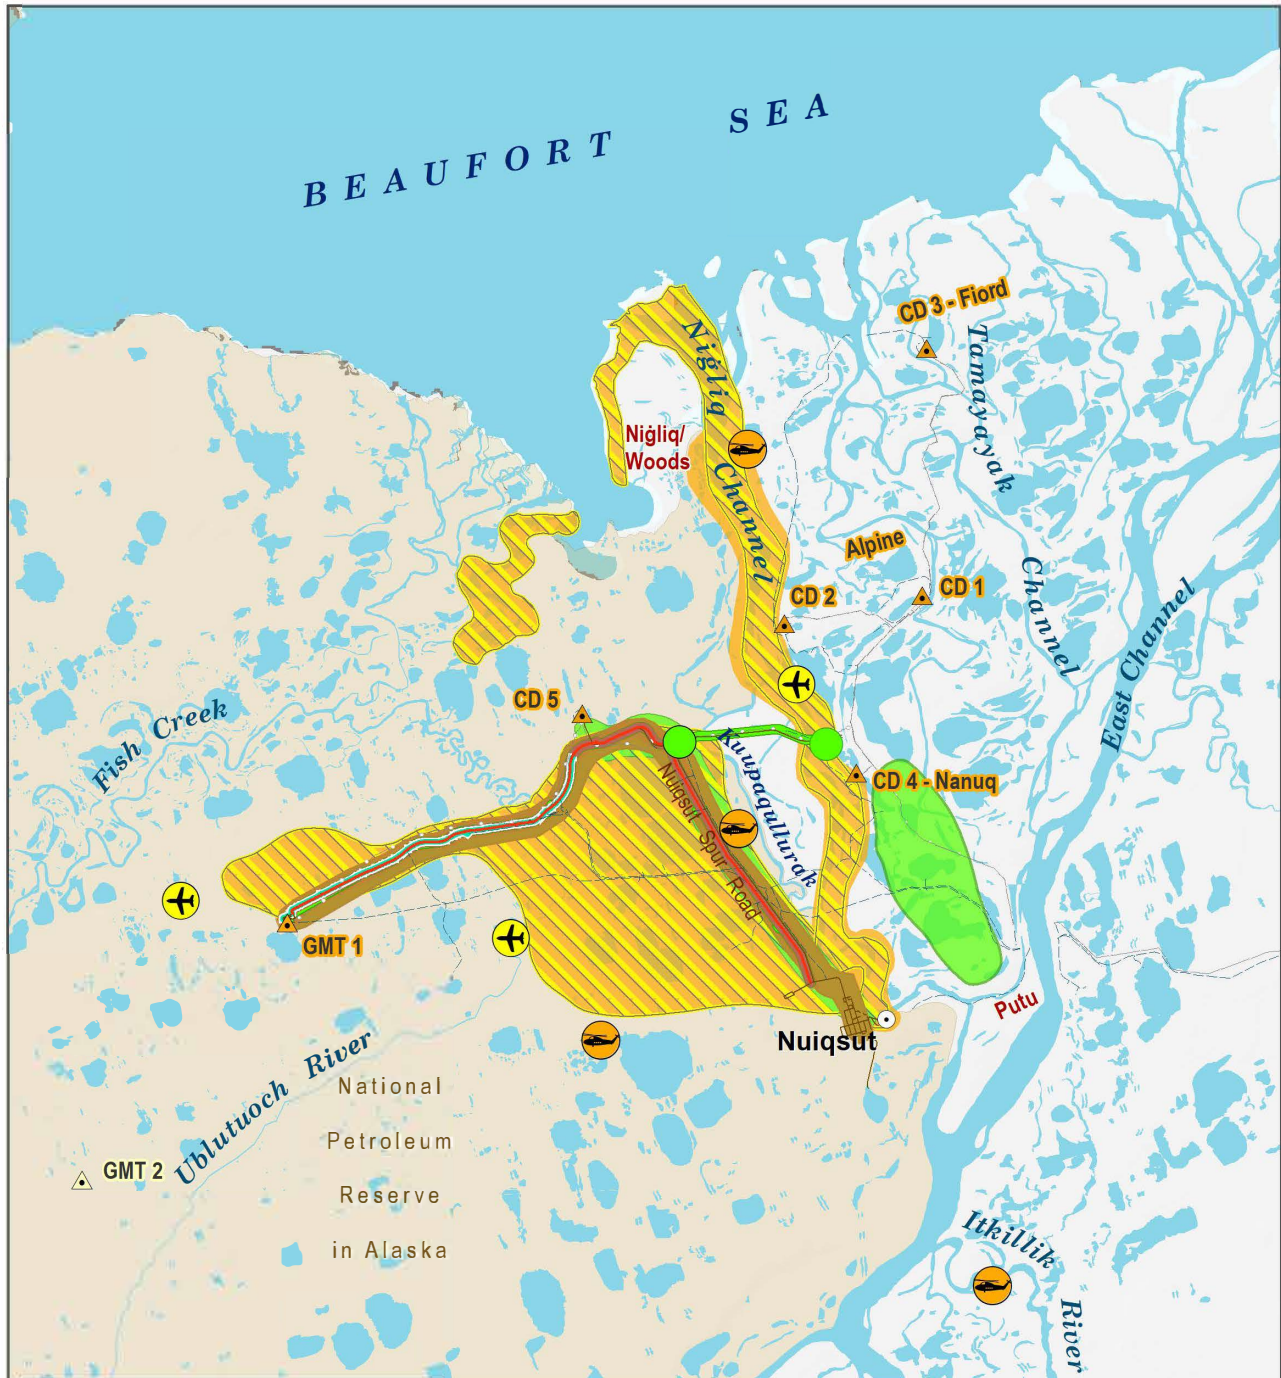 BEAUFORT SEA
CD 3 - Fiord
Niġliq Channel
Tamayayak Channel
Niġliq/
Woods
Alpine
CD 2
CD 1
East Channel
CD 5
Fish Creek
Kuupaqullurak
CD 4 - Nanuq
Nuiqsut Spur Road
GMT 1
Putu
Nuiqsut
Ublutuoch River
National
Petroleum
Reserve
in Alaska
GMT 2
Itkillik River